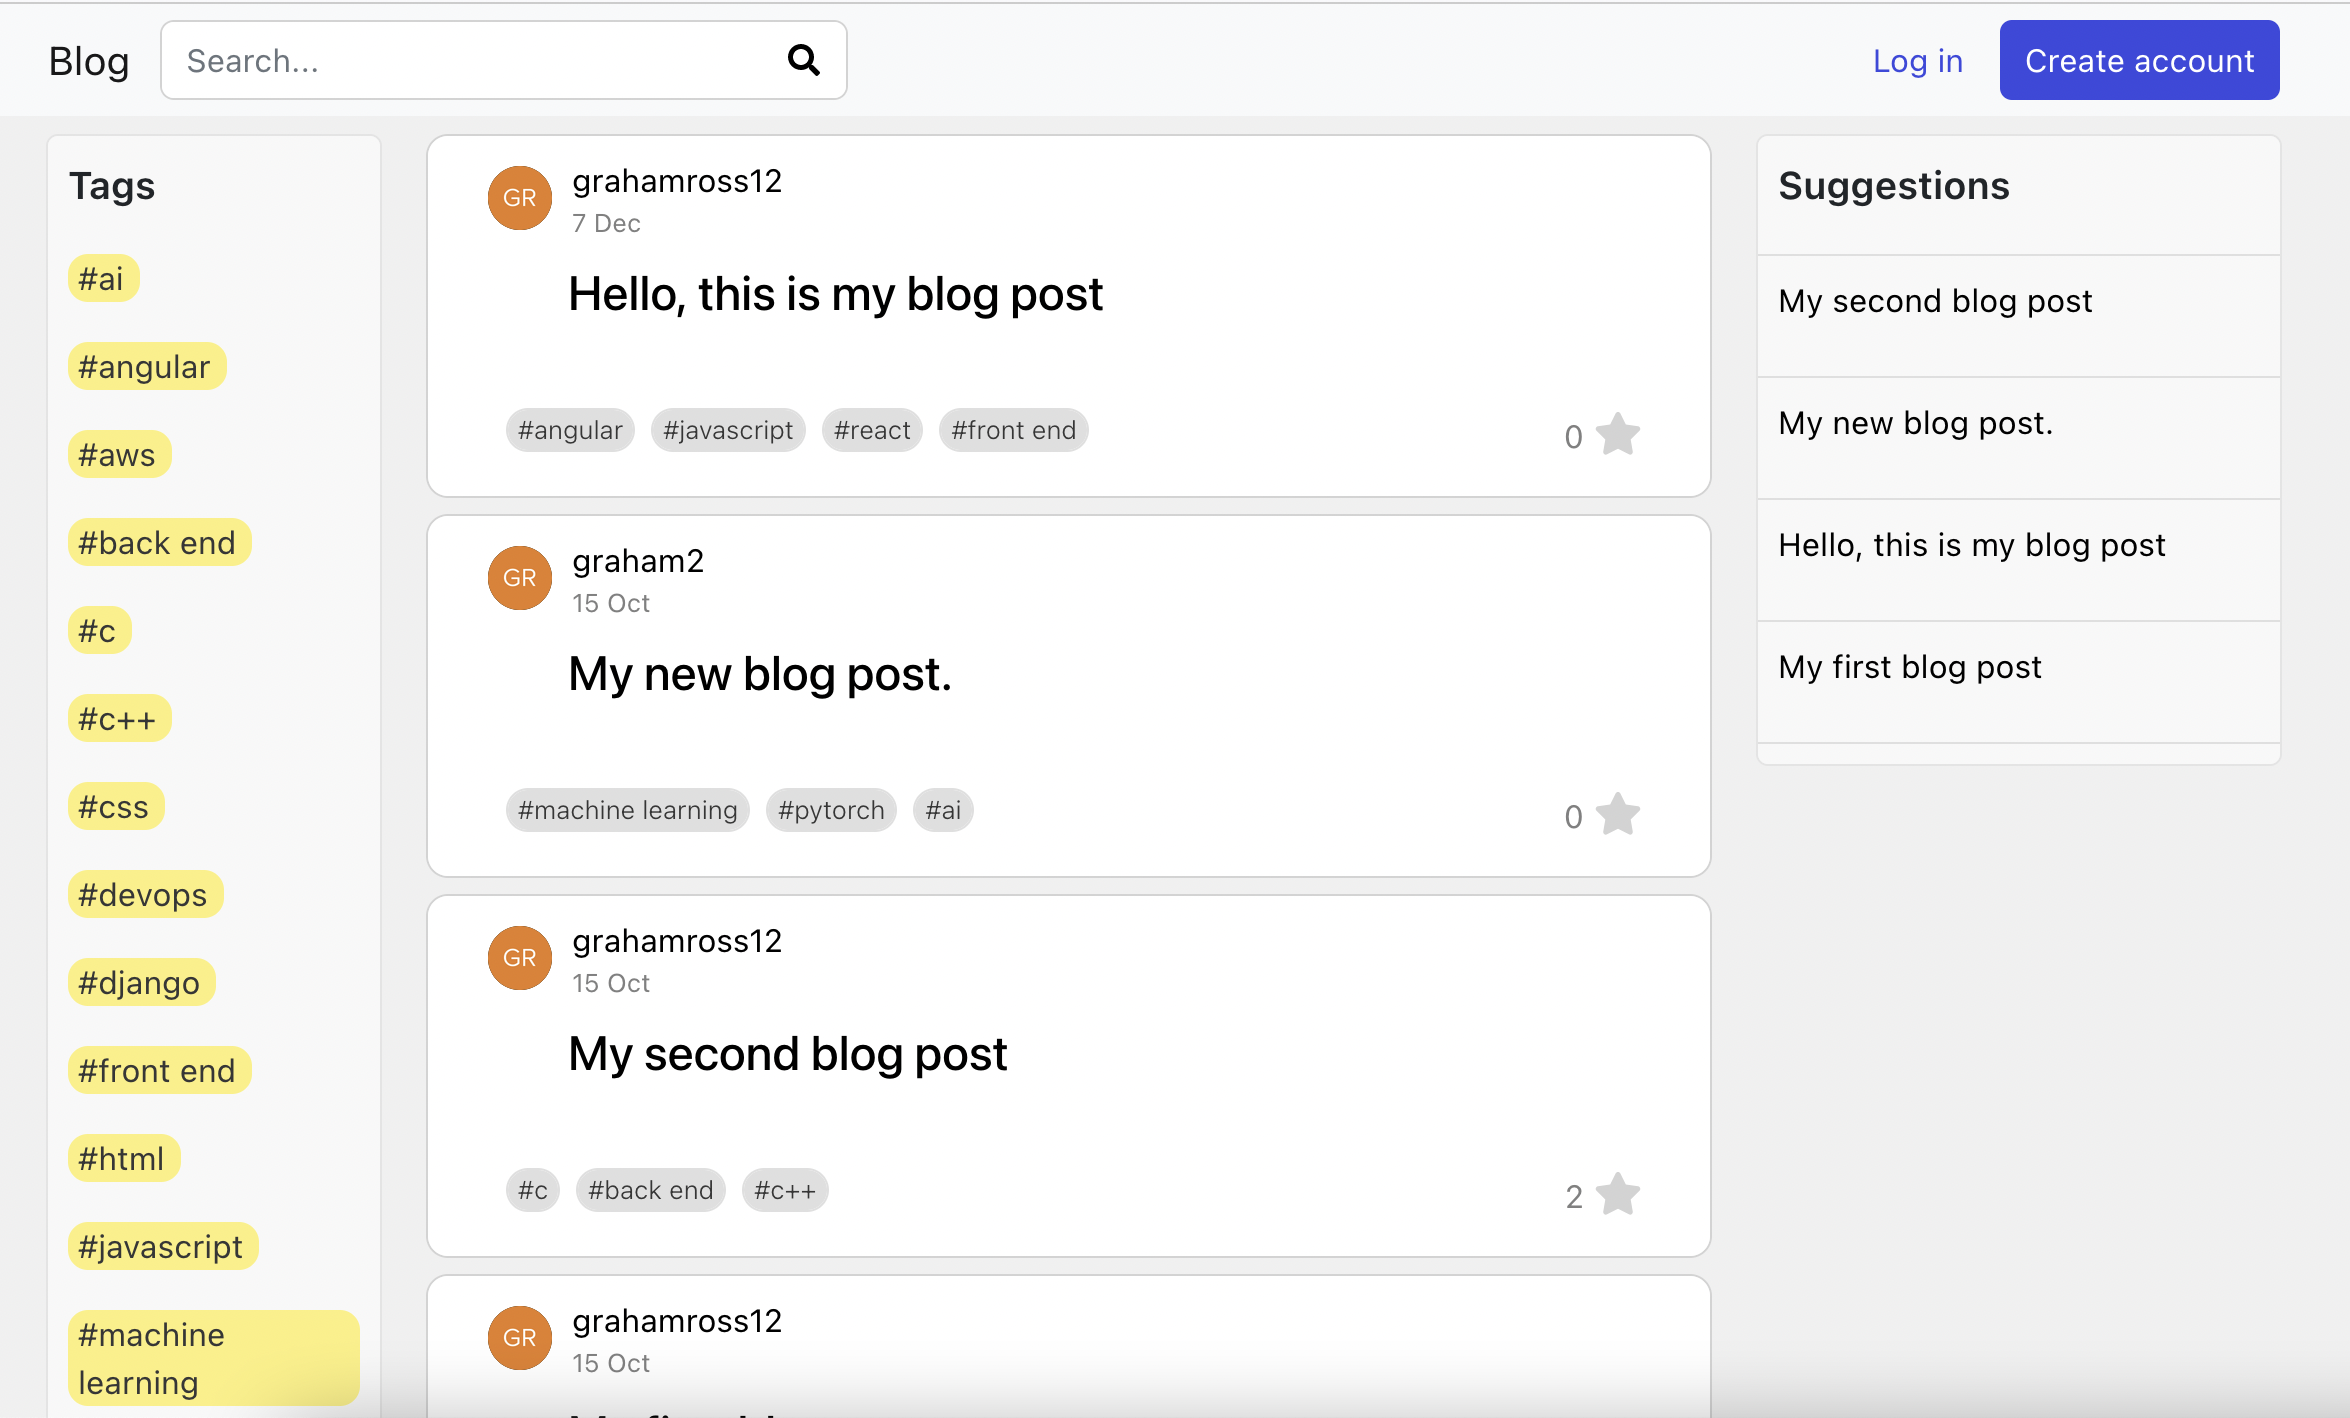 Blog
Search...
Log in
Create account
Tags
#ai
#angular
#aws
#back end
#c
#c++
#css
#devops
#django
#front end
#html
#javascript
#machine
learning
GR
grahamross12
7 Dec
Hello, this is my blog post
#angular #javascript #react #front end
0
GR
graham2
15 Oct
My new blog post.
#machine learning #pytorch #ai
0
GR
grahamross12
15 Oct
My second blog post
#c #back end #c++
2
GR
grahamross12
15 Oct
Suggestions
My second blog post
My new blog post.
Hello, this is my blog post
My first blog post